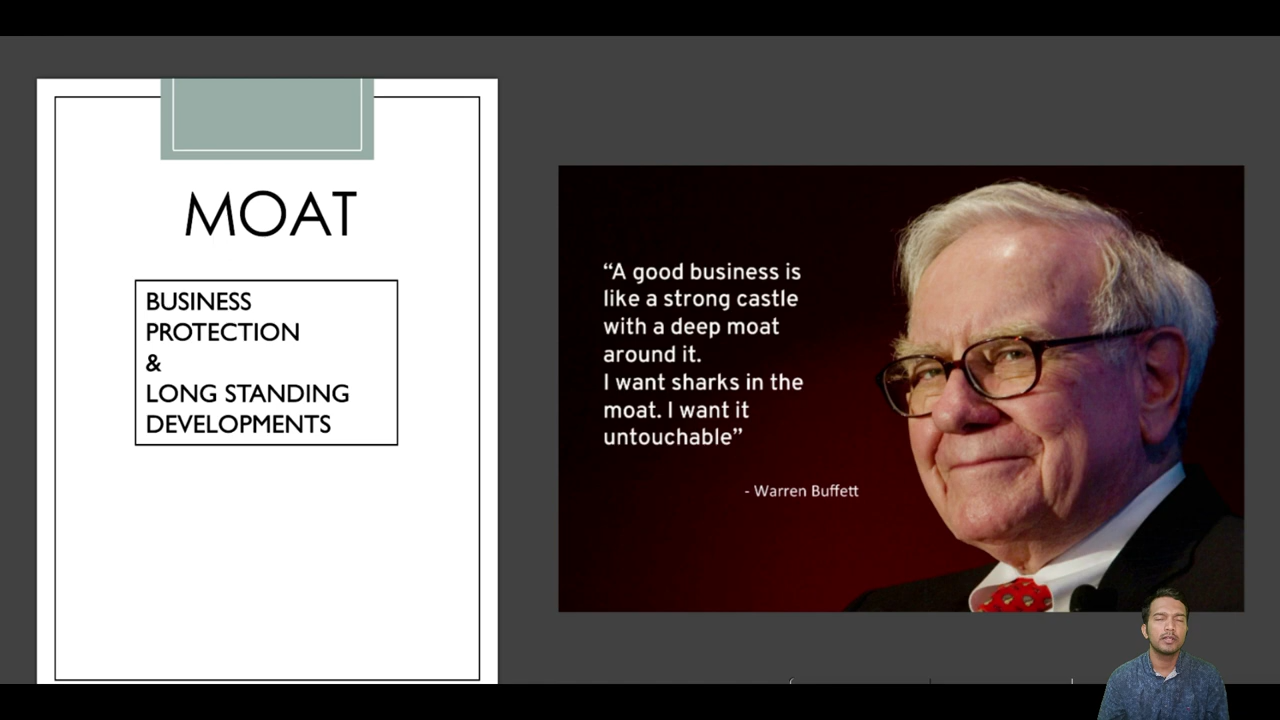 MOAT
BUSINESS
PROTECTION
&
LONG STANDING
DEVELOPMENTS
“A good business is
like a strong castle
with a deep moat
around it.
I want sharks in the
moat. I want it
untouchable”
- Warren Buffett